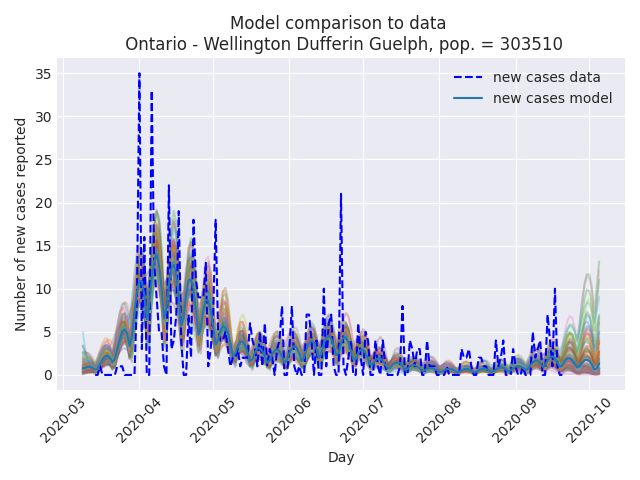 Model comparison to data
Ontario - Wellington Dufferin Guelph, pop. = 303510
new cases data
new cases model
Number of new cases reported
35
30
25
20
15
10
5
0
2020-03
2020-04
2020-05
2020-06
2020-07
2020-08
2020-09
2020-10
Day